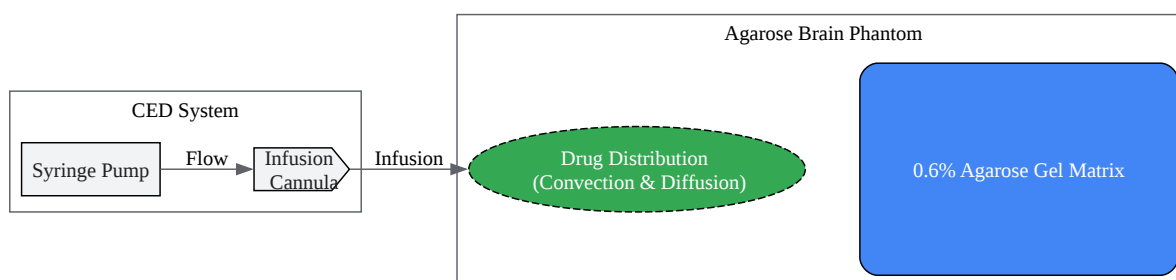 Agarose Brain Phantom
CED System
Syringe Pump
Flow
Infusion
Cannula
Infusion
Drug Distribution
(Convection & Diffusion)
0.6% Agarose Gel Matrix